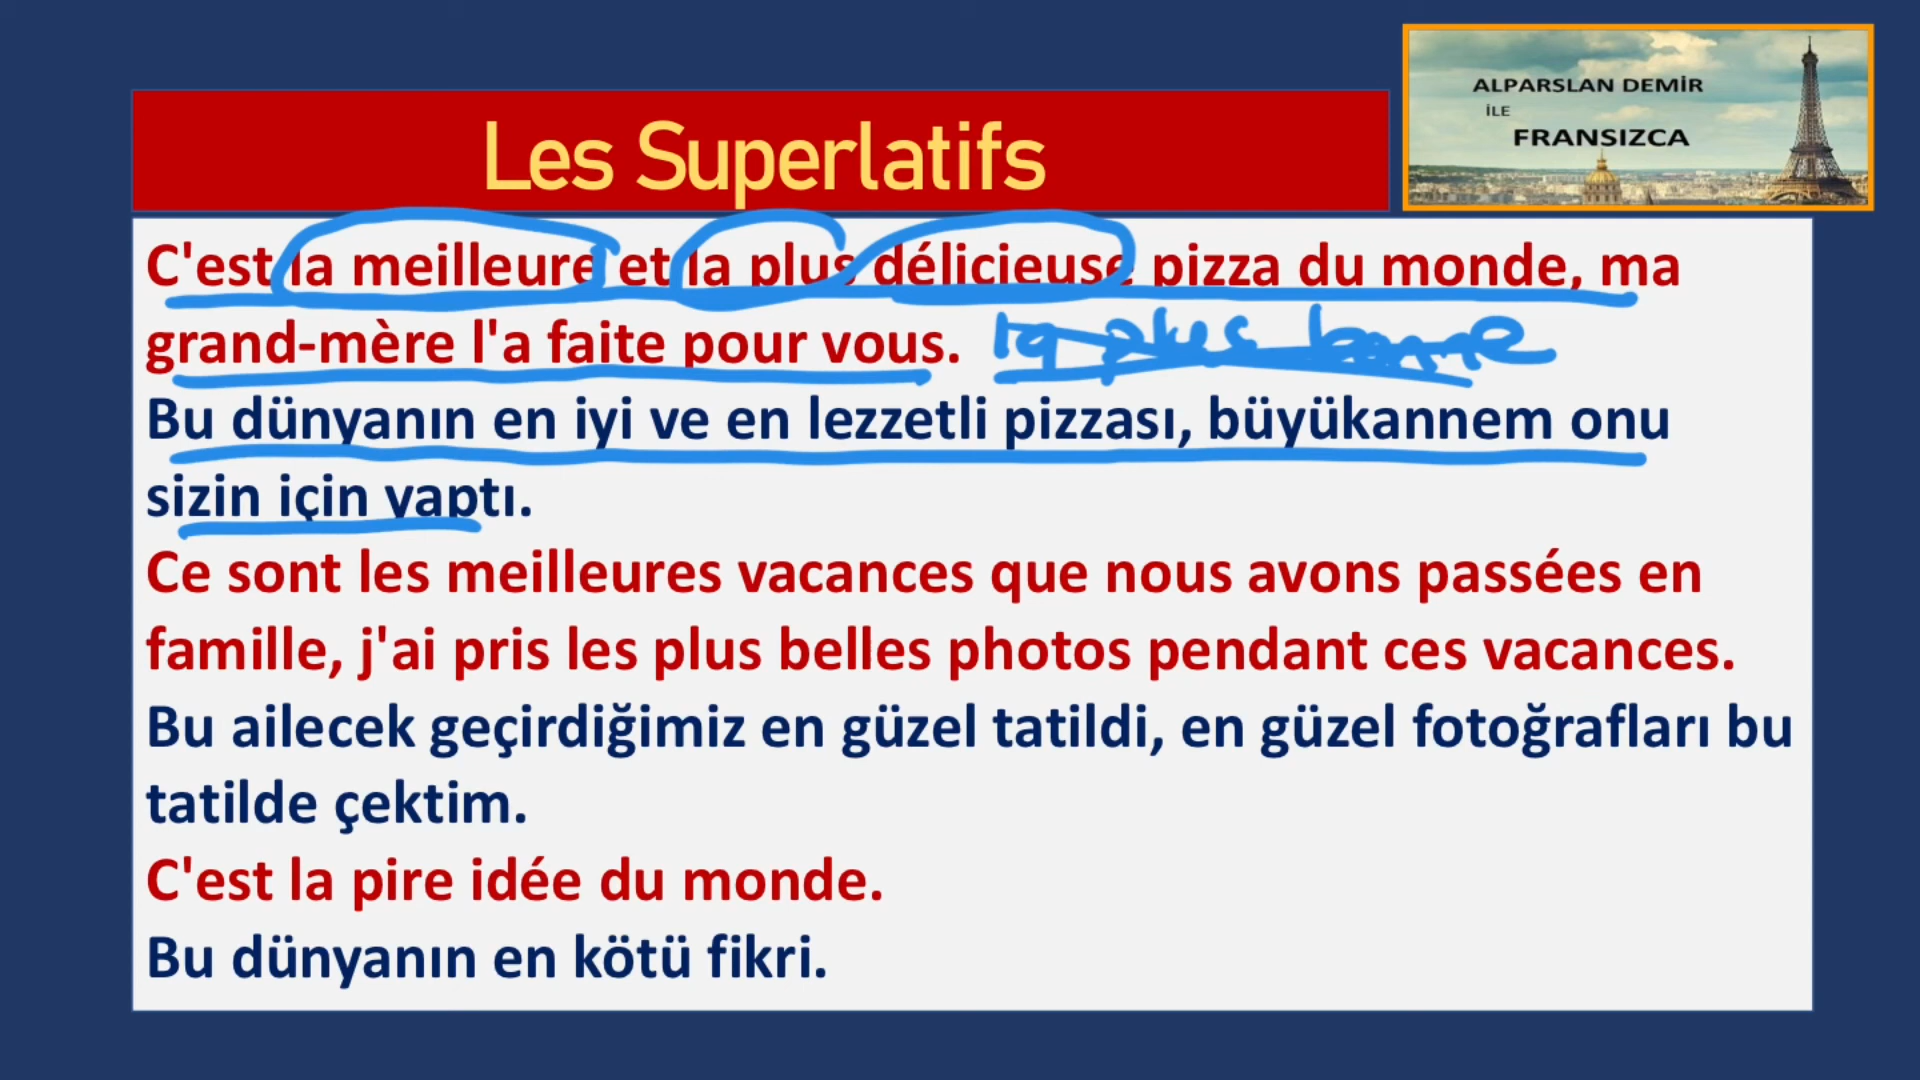 ALPARSLAN DEMİR
İLE
FRANSIZCA
Les Superlatifs
C'est la meilleure et la plus délicieuse pizza du monde, ma
grand-mère l'a faite pour vous.
la plus bonne
Bu dünyanın en iyi ve en lezzetli pizzası, büyükannem onu
sizin için yaptı.
Ce sont les meilleures vacances que nous avons passées en
famille, j'ai pris les plus belles photos pendant ces vacances.
Bu ailecek geçirdiğimiz en güzel tatildi, en güzel fotoğrafları bu
tatilde çektim.
C'est la pire idée du monde.
Bu dünyanın en kötü fikri.